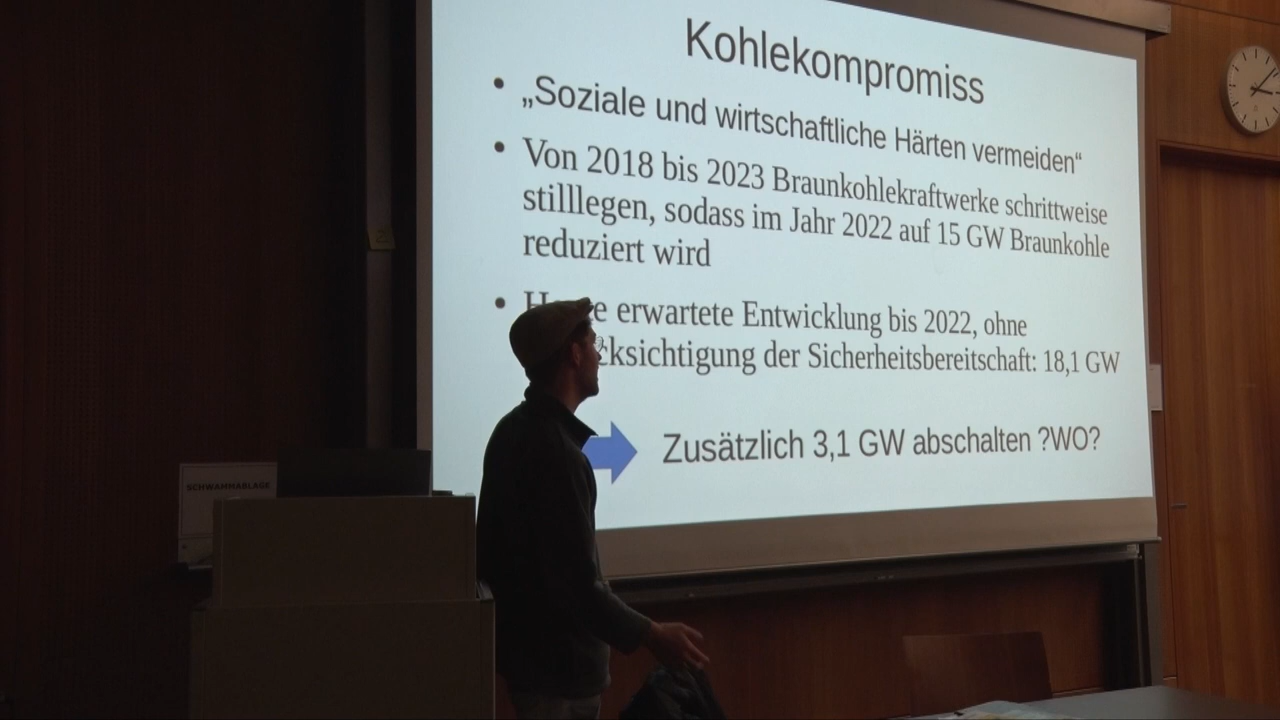 Kohlekompromiss
• „Soziale und wirtschaftliche Härten vermeiden“
• Von 2018 bis 2023 Braunkohlekraftwerke schrittweise
stilllegen, sodass im Jahr 2022 auf 15 GW Braunkohle
reduziert wird
• erwartete Entwicklung bis 2022, ohne
cksichtigung der Sicherheitsbereitschaft: 18,1 GW
Zusätzlich 3,1 GW abschalten ?WO?
SCHWAMMABLAGE